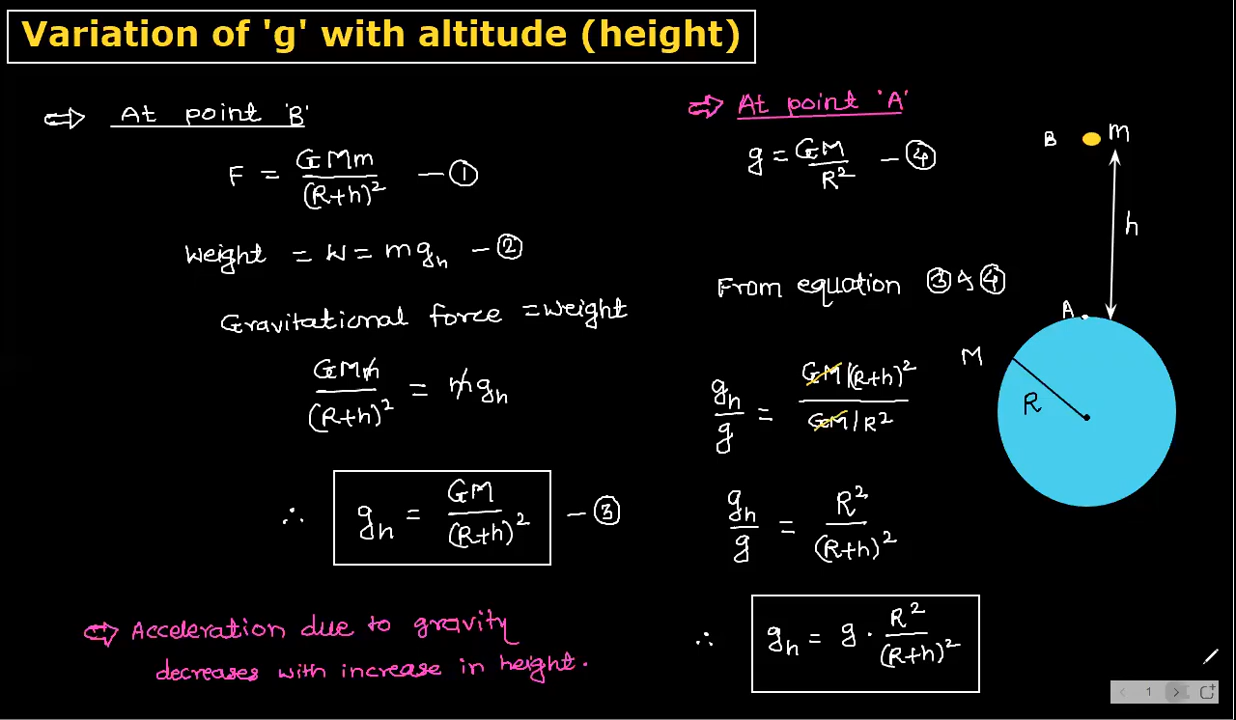 Variation of 'g' with altitude (height)
⇨ At point 'B'
F = GMm/(R+h)² — ①
Weight = W = mgₕ — ②
Gravitational force = weight
GMm/(R+h)² = mgₕ
∴ gₕ = GM/(R+h)² — ③
⇨ Acceleration due to gravity
decreases with increase in height.
⇨ At point 'A'
g = GM/R² — ④
From equation ③ & ④
gₕ/g = GM/(R+h)² / GM/R²
gₕ/g = R²/(R+h)²
∴ gₕ = g · R²/(R+h)²
B m
h
A
M
R
1